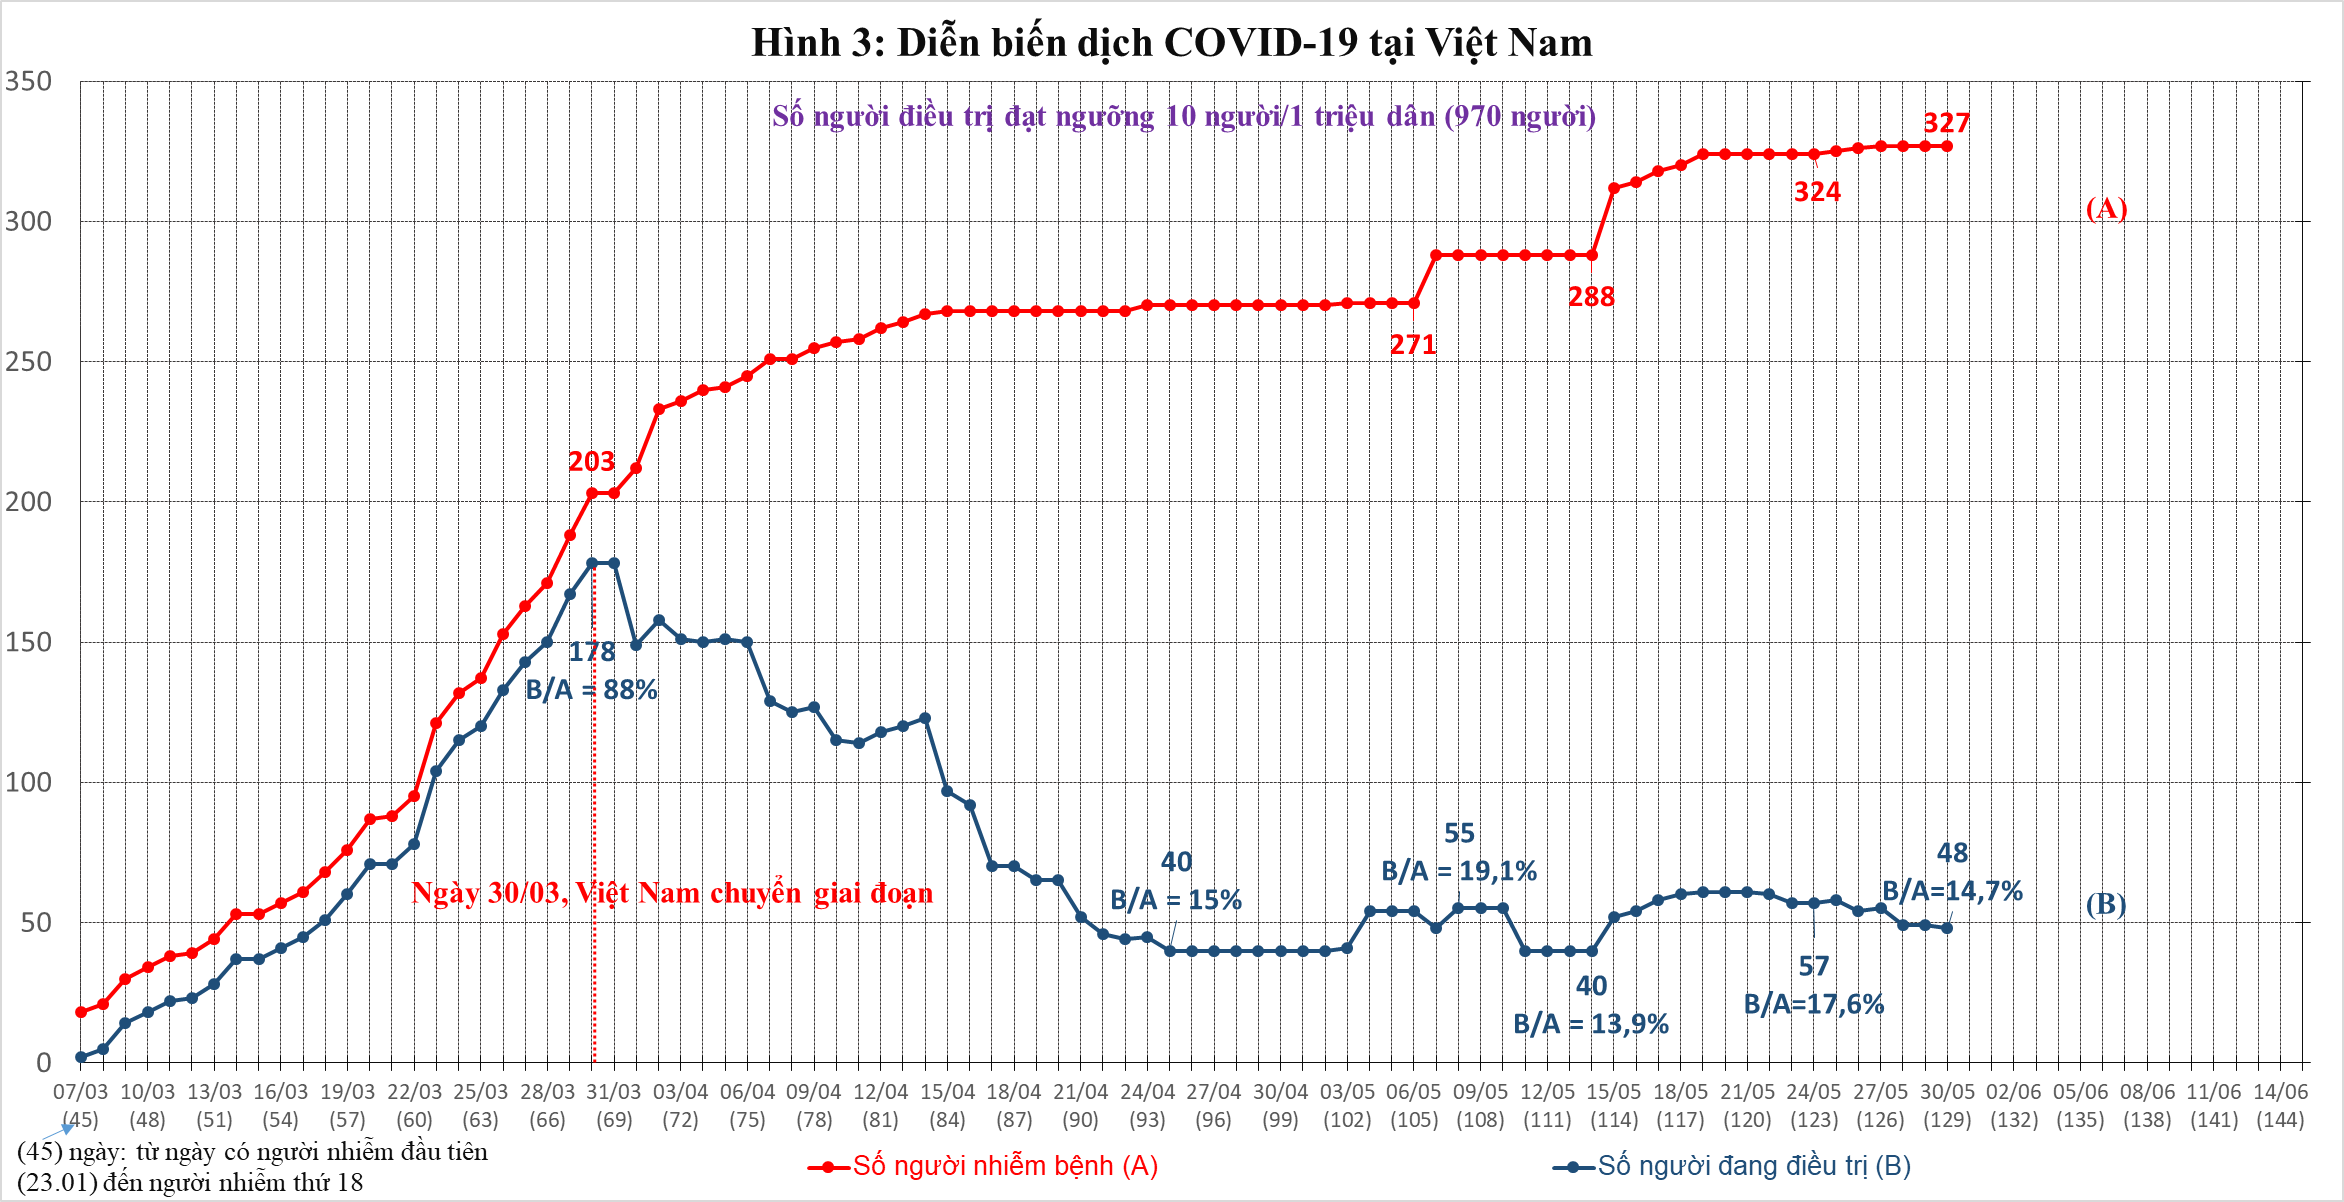 Hình 3: Diễn biến dịch COVID-19 tại Việt Nam
350
Số người điều trị đạt ngưỡng 10 người/1 triệu dân (970 người)
327
324
(A)
300
288
271
250
203
200
178
B/A = 88%
150
100
55
B/A = 19,1%
40
B/A = 15%
48
B/A=14,7%
Ngày 30/03, Việt Nam chuyển giai đoạn
(B)
50
57
B/A=17,6%
40
B/A = 13,9%
0
07/03 10/03 13/03 16/03 19/03 22/03 25/03 28/03 31/03 03/04 06/04 09/04 12/04 15/04 18/04 21/04 24/04 27/04 30/04 03/05 06/05 09/05 12/05 15/05 18/05 21/05 24/05 27/05 30/05 02/06 05/06 08/06 11/06 14/06
(45) (48) (51) (54) (57) (60) (63) (66) (69) (72) (75) (78) (81) (84) (87) (90) (93) (96) (99) (102) (105) (108) (111) (114) (117) (120) (123) (126) (129) (132) (135) (138) (141) (144)
(45) ngày: từ ngày có người nhiễm đầu tiên
(23.01) đến người nhiễm thứ 18
Số người nhiễm bệnh (A)
Số người đang điều trị (B)